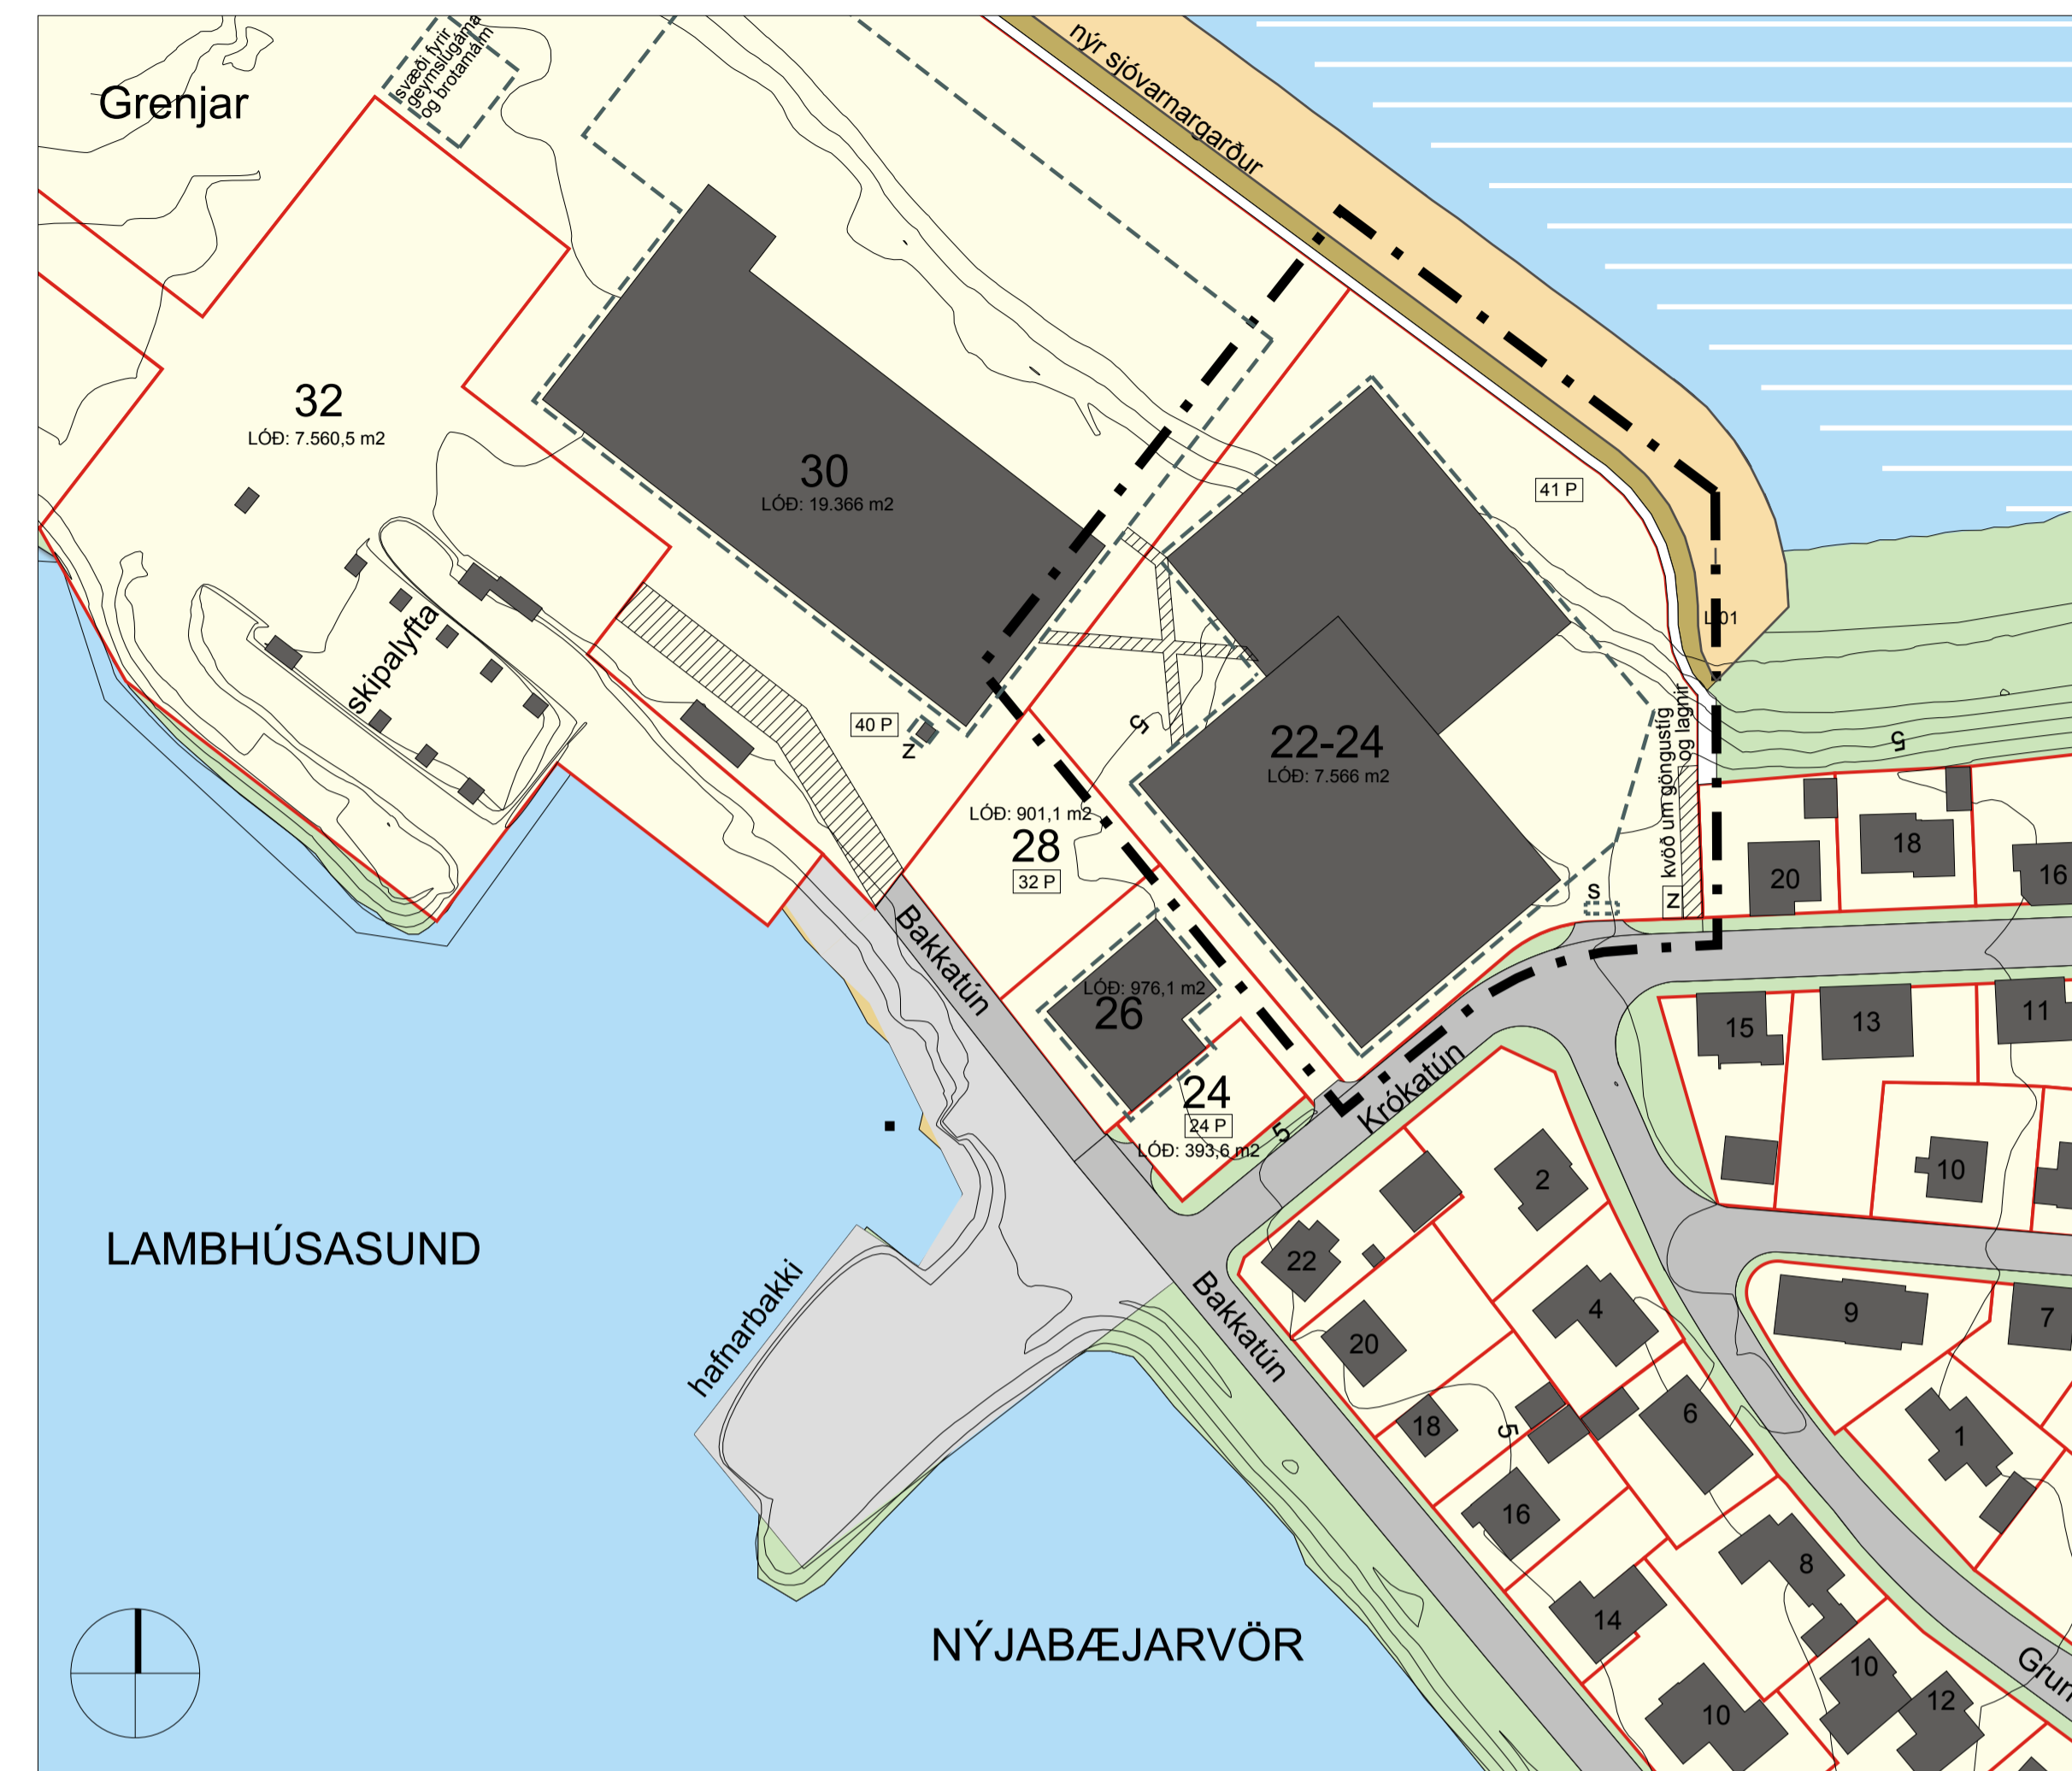 svæði fyrir
geymslugáma
og brotamálm
Grenjar
nýr sjóvarnargarður
32
LÓÐ: 7.560,5 m2
30
LÓÐ: 19.366 m2
41 P
L 01
skipalyfta
40 P
Z
5
22-24
LÓÐ: 7.566 m2
kvöð um göngustíg
og lagnir
5
LÓÐ: 901,1 m2
28
32 P
S
Z
20
18
16
Bakkatún
LÓÐ: 976,1 m2
26
15
13
11
24
24 P
LÓÐ: 393,6 m2
5
Krókatún
2
10
LAMBHÚSASUND
hafnarbakki
22
Bakkatún
4
9
7
20
18
5
6
1
16
8
14
NÝJABÆJARVÖR
10
10
12
Grun